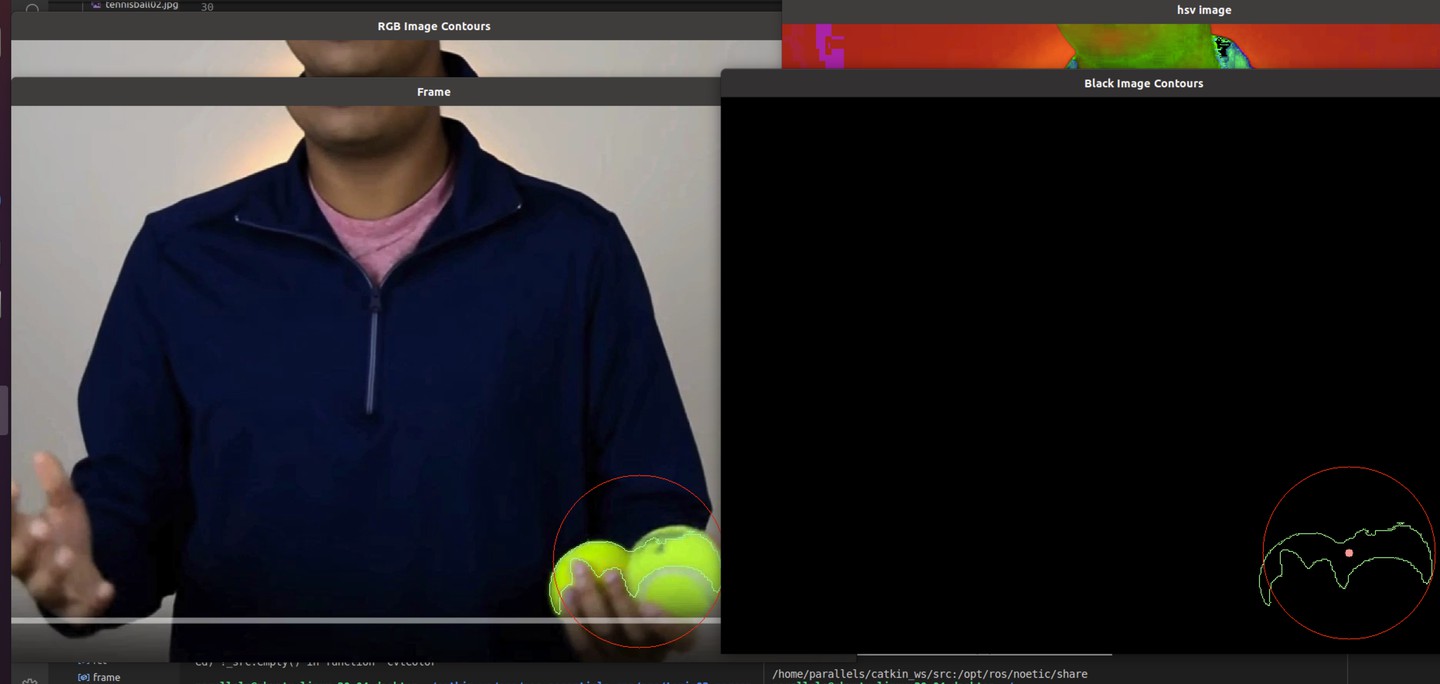 tennisball02.jpg
30
RGB Image Contours
hsv image
Frame
Black Image Contours
frame
/home/parallels/catkin_ws/src:/opt/ros/noetic/share